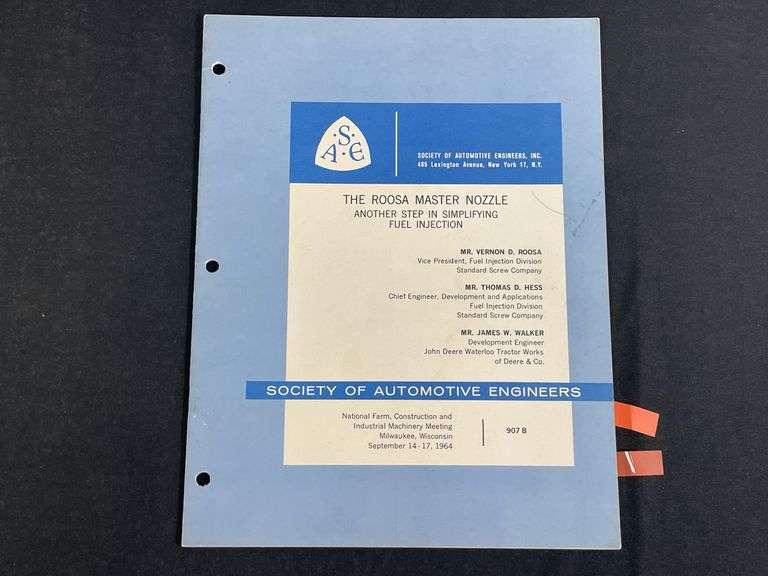 S
A E
SOCIETY OF AUTOMOTIVE ENGINEERS, INC.
485 Lexington Avenue, New York 17, N.Y.
THE ROOSA MASTER NOZZLE
ANOTHER STEP IN SIMPLIFYING
FUEL INJECTION
MR. VERNON D. ROOSA
Vice President, Fuel Injection Division
Standard Screw Company
MR. THOMAS D. HESS
Chief Engineer, Development and Applications
Fuel Injection Division
Standard Screw Company
MR. JAMES W. WALKER
Development Engineer
John Deere Waterloo Tractor Works
of Deere & Co.
SOCIETY OF AUTOMOTIVE ENGINEERS
National Farm, Construction and
Industrial Machinery Meeting
Milwaukee, Wisconsin
September 14-17, 1964
907 B